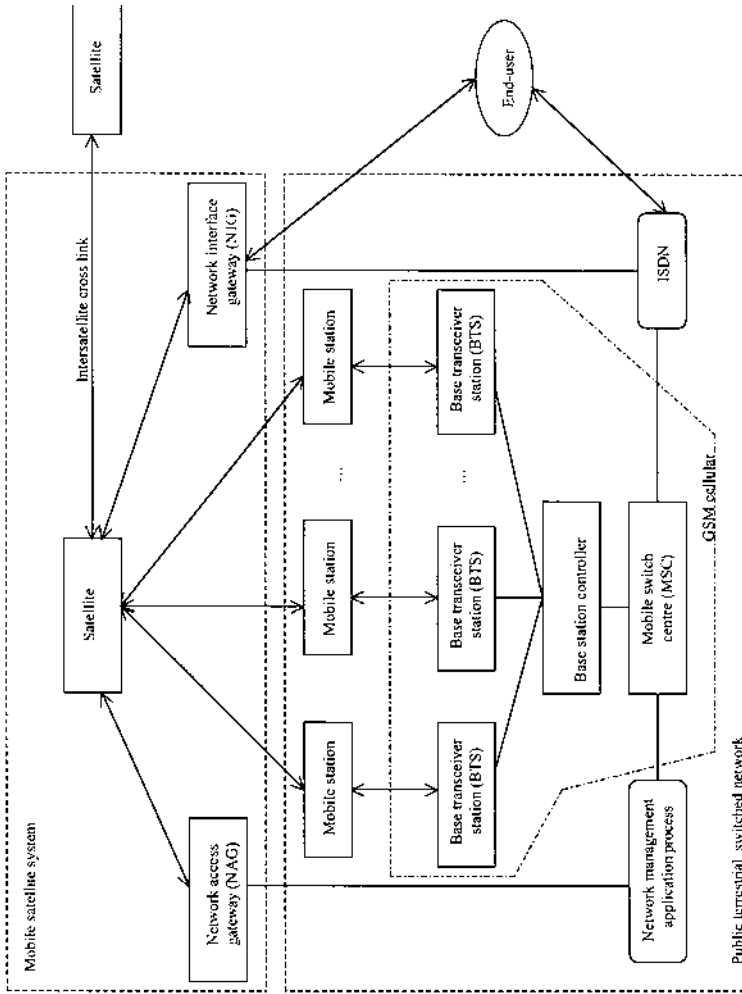 Mobile satellite system
Satellite
Intersatellite cross link
Satellite
Network access
gateway (NAG)
Network interface
gateway (NIG)
Mobile station
Mobile station
...
Mobile station
Base transceiver
station (BTS)
Base transceiver
station (BTS)
...
Base transceiver
station (BTS)
End-user
Base station controller
Network management
application process
Mobile switch
centre (MSC)
ISDN
GSM cellular
Public terrestrial switched network